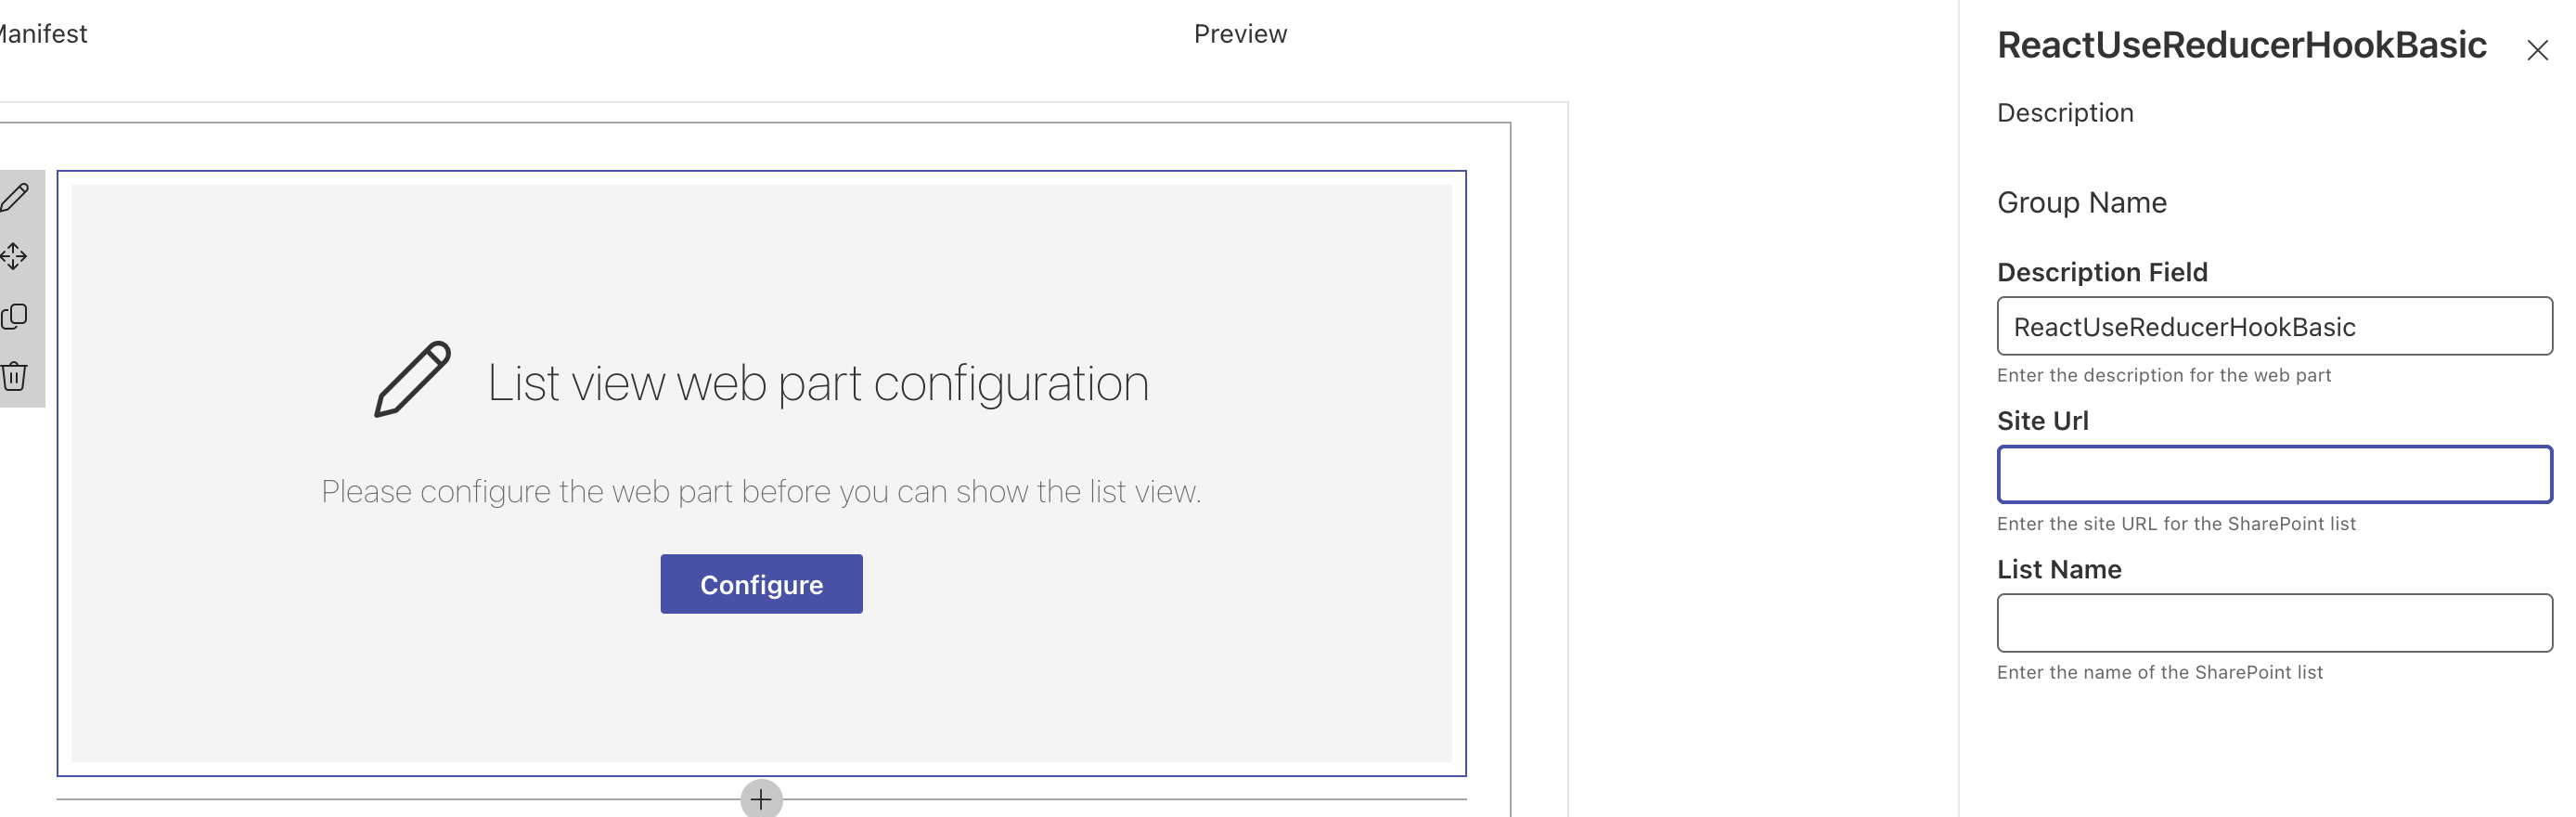 Manifest
Preview
List view web part configuration
Please configure the web part before you can show the list view.
Configure
ReactUseReducerHookBasic
Description
Group Name
Description Field
ReactUseReducerHookBasic
Enter the description for the web part
Site Url
Enter the site URL for the SharePoint list
List Name
Enter the name of the SharePoint list